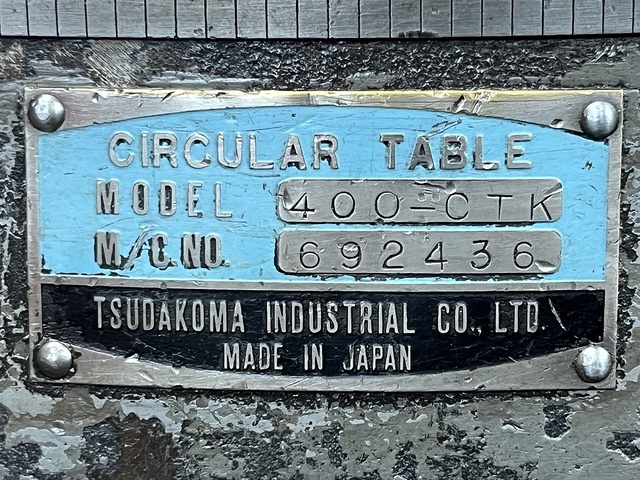 CIRCULAR TABLE
MODEL 400-CTK
M/C.NO. 692436
TSUDAKOMA INDUSTRIAL CO., LTD.
MADE IN JAPAN